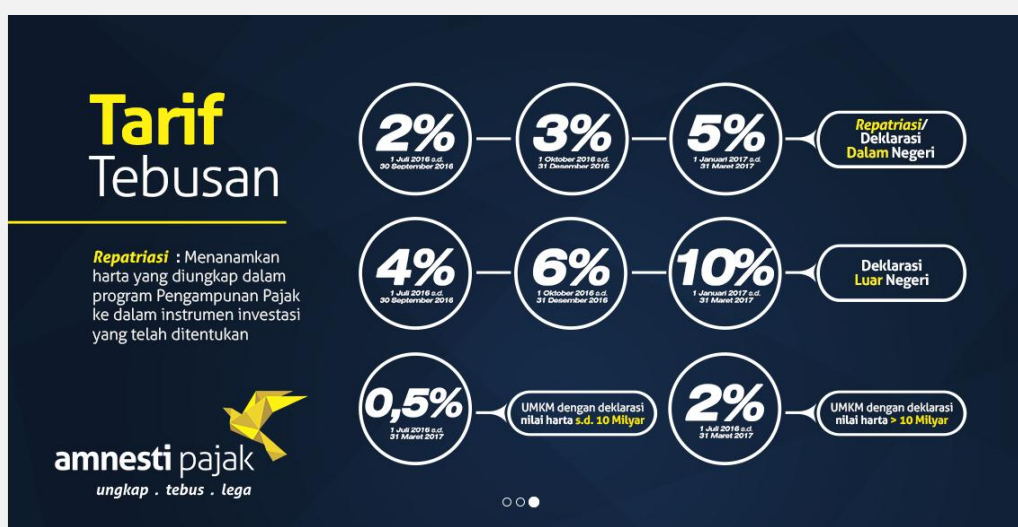 Tarif
Tebusan
Repatriasi : Menanamkan
harta yang diungkap dalam
program Pengampunan Pajak
ke dalam instrumen investasi
yang telah ditentukan
amnesti pajak
ungkap . tebus . lega
2%
1 Juli 2016 s.d.
30 September 2016
3%
1 Oktober 2016 s.d.
31 Desember 2016
5%
1 Januari 2017 s.d.
31 Maret 2017
Repatriasi/
Deklarasi
Dalam Negeri
4%
1 Juli 2016 s.d.
30 September 2016
6%
1 Oktober 2016 s.d.
31 Desember 2016
10%
1 Januari 2017 s.d.
31 Maret 2017
Deklarasi
Luar Negeri
0,5%
1 Juli 2016 s.d.
31 Maret 2017
UMKM dengan deklarasi
nilai harta s.d. 10 Milyar
2%
1 Juli 2016 s.d.
31 Maret 2017
UMKM dengan deklarasi
nilai harta > 10 Milyar